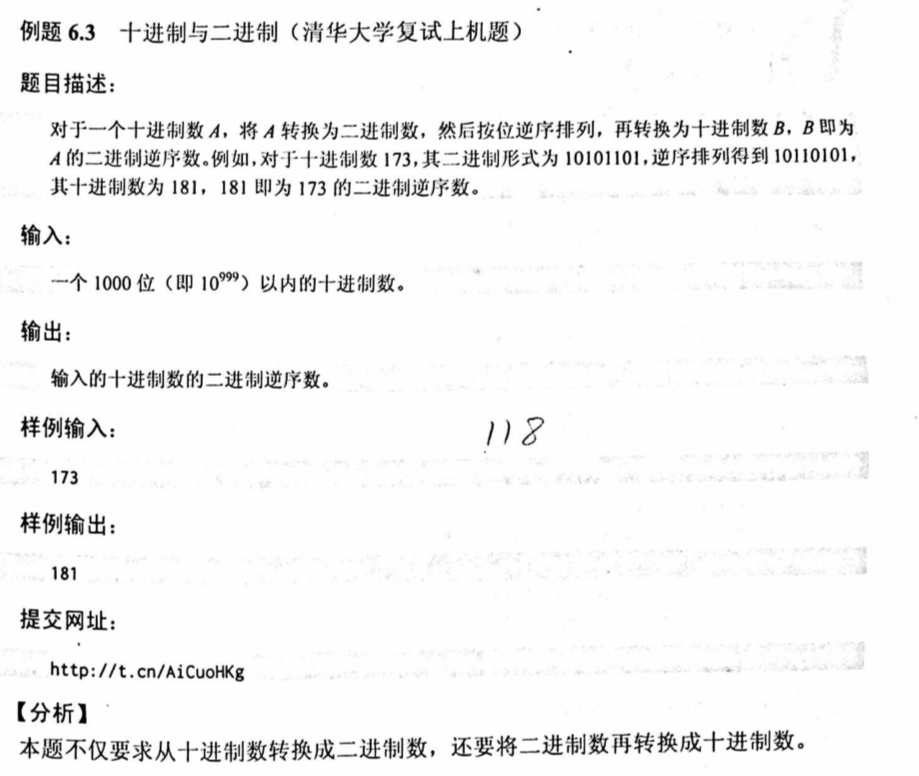 例题 6.3 十进制与二进制（清华大学复试上机题）
题目描述：
对于一个十进制数 A，将 A 转换为二进制数，然后按位逆序排列，再转换为十进制数 B，B 即为
A 的二进制逆序数。例如，对于十进制数 173，其二进制形式为 10101101，逆序排列得到 10110101，
其十进制数为 181，181 即为 173 的二进制逆序数。
输入：
一个 1000 位（即 10⁹⁹⁹）以内的十进制数。
输出：
输入的十进制数的二进制逆序数。
样例输入：
118
173
样例输出：
181
提交网址：
http://t.cn/AiCuoHKg
【分析】
本题不仅要求从十进制数转换成二进制数，还要将二进制数再转换成十进制数。